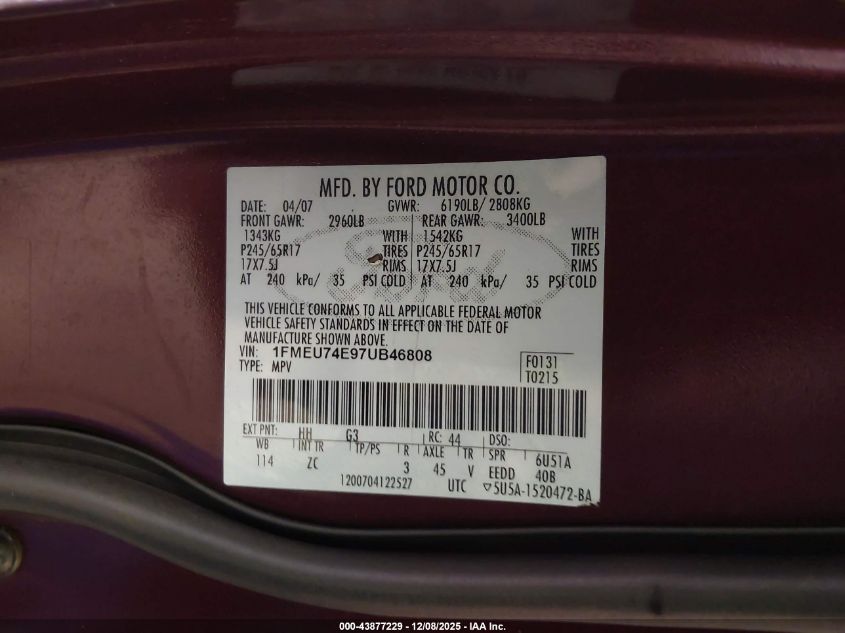 MFD. BY FORD MOTOR CO.
DATE: 04/07 GVWR: 6190LB/ 2808KG
FRONT GAWR: 2960LB REAR GAWR: 3400LB
1343KG WITH 1542KG WITH
P245/65R17 TIRES P245/65R17 TIRES
17X7.5J RIMS 17X7.5J RIMS
AT 240 kPa/ 35 PSI COLD AT 240 kPa/ 35 PSI COLD
THIS VEHICLE CONFORMS TO ALL APPLICABLE FEDERAL MOTOR
VEHICLE SAFETY STANDARDS IN EFFECT ON THE DATE OF
MANUFACTURE SHOWN ABOVE.
VIN: 1FMEU74E97UB46808
TYPE: MPV
F0131
T0215
EXT PNT: HH G3 RC: 44 DSO:
WB INT TR TP/PS R AXLE TR SPR 6U51A
114 ZC 3 45 V EEDD 40B
1200704122527 UTC ▽5U5A-1520472-BA
Ford
000-43877229 - 12/08/2025 - IAA Inc.